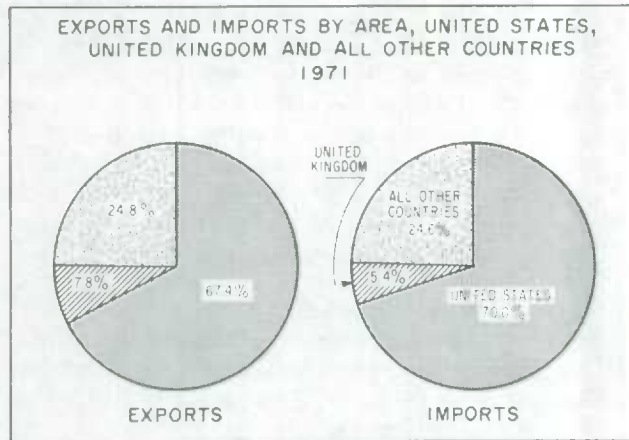 EXPORTS AND IMPORTS BY AREA, UNITED STATES,
UNITED KINGDOM AND ALL OTHER COUNTRIES
1971
24.8%
7.8%
67.4%
EXPORTS
UNITED
KINGDOM
ALL OTHER
COUNTRIES
24.6%
5.4%
UNITED STATES
70.0%
IMPORTS